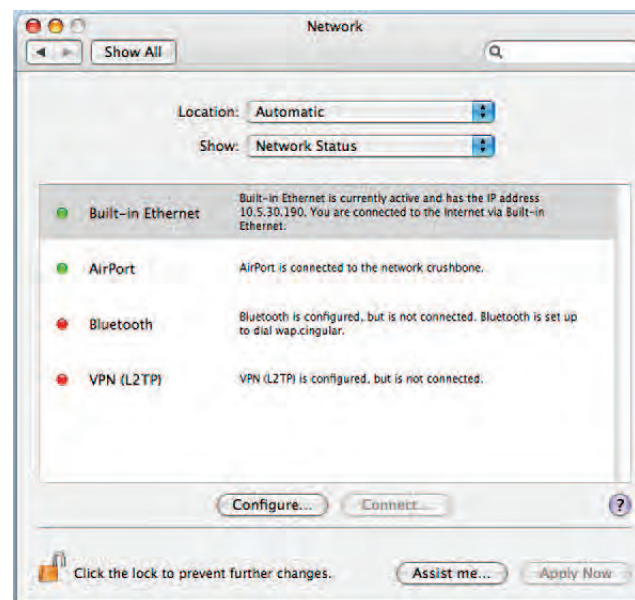 Network
Show All
Location: Automatic
Show: Network Status
Built-in Ethernet
Built-in Ethernet is currently active and has the IP address
10.5.30.190. You are connected to the Internet via Built-in
Ethernet.
AirPort
AirPort is connected to the network crushbone.
Bluetooth
Bluetooth is configured, but is not connected. Bluetooth is set up
to dial wap.cingular.
VPN (L2TP)
VPN (L2TP) is configured, but is not connected.
Configure... Connect... ?
Click the lock to prevent further changes. Assist me... Apply Now